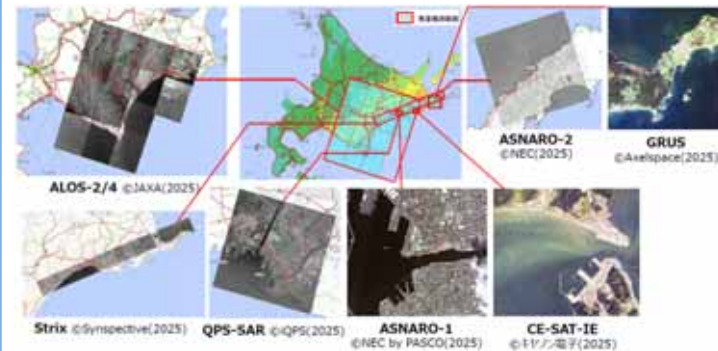 ASNARO-2
©NEC(2025)
GRUS
©Axelspace(2025)
ALOS-2/4 ©JAXA(2025)
Strix ©Synspective(2025)
QPS-SAR ©iQPS(2025)
ASNARO-1
©NEC by PASCO(2025)
CE-SAT-IE
©キヤノン電子(2025)